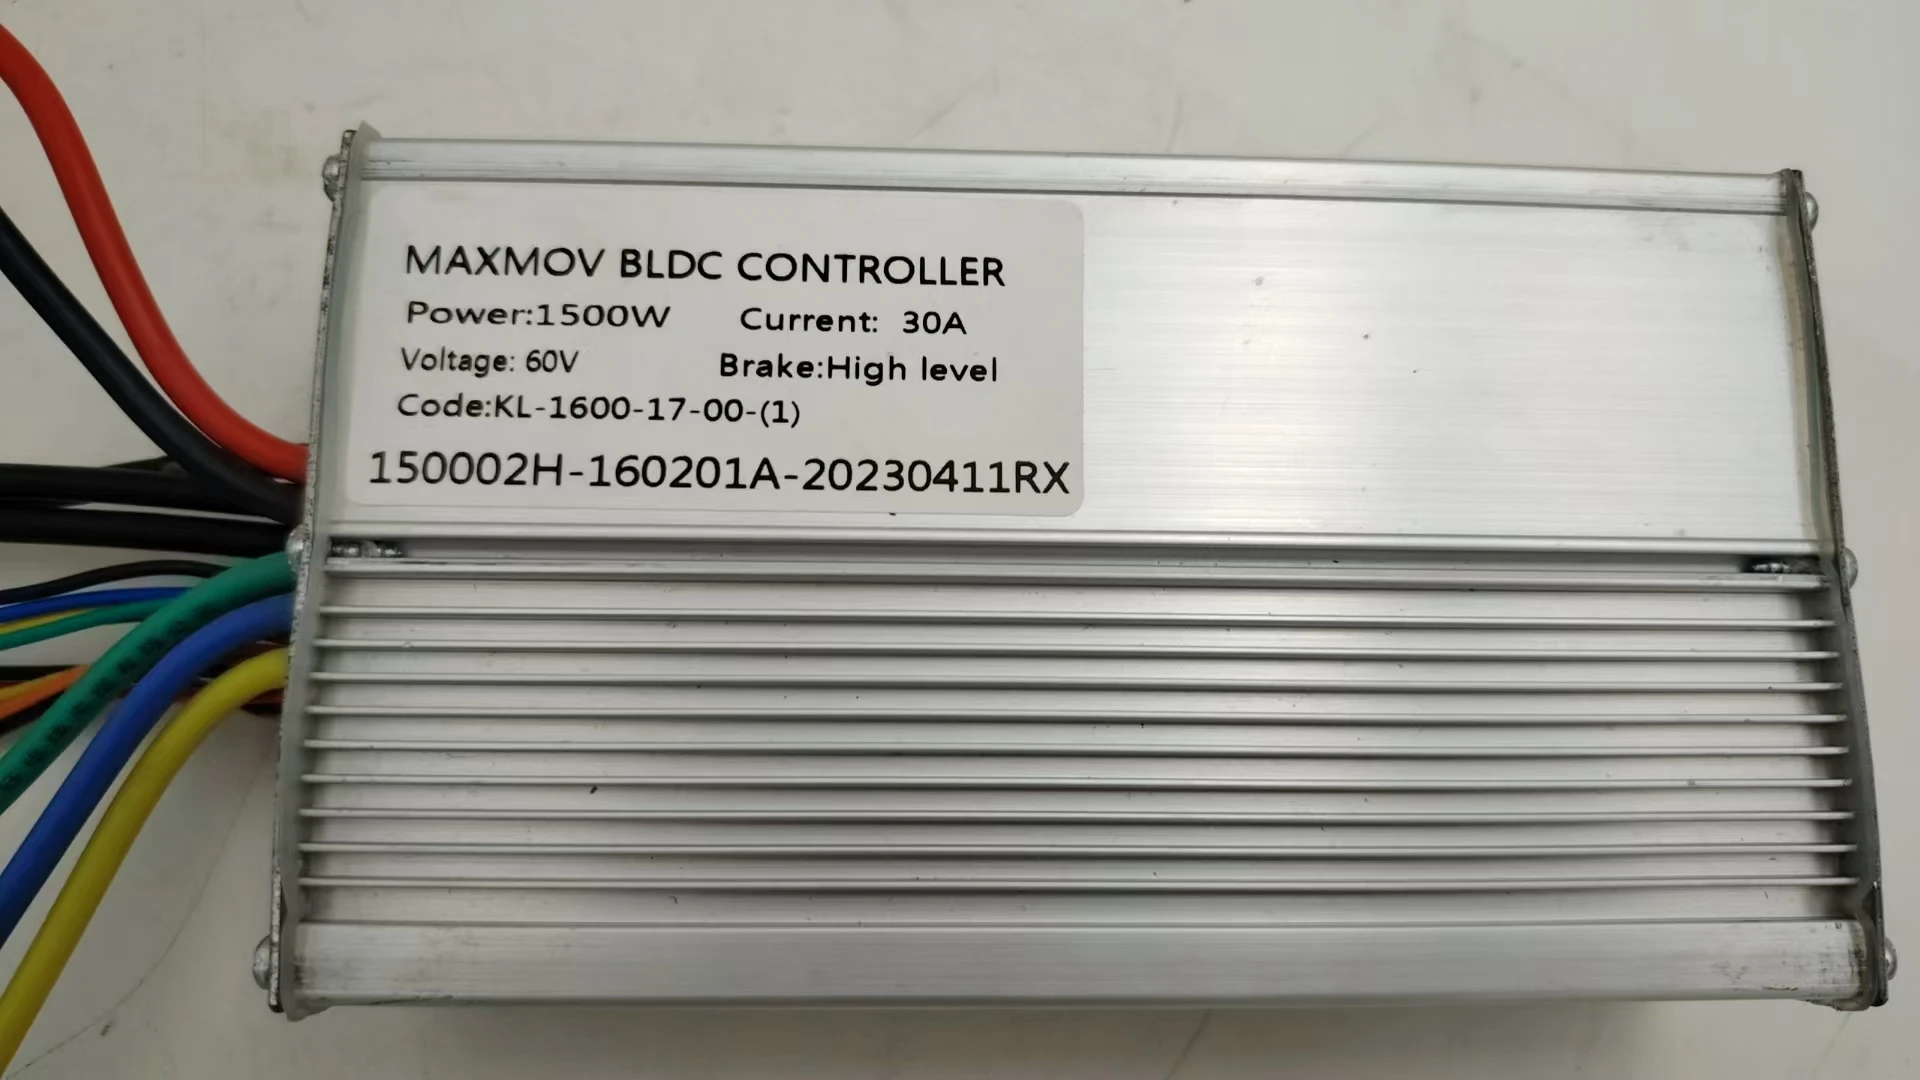 MAXMOV BLDC CONTROLLER
Power:1500W Current: 30A
Voltage: 60V Brake:High level
Code:KL-1600-17-00-(1)
150002H-160201A-20230411RX